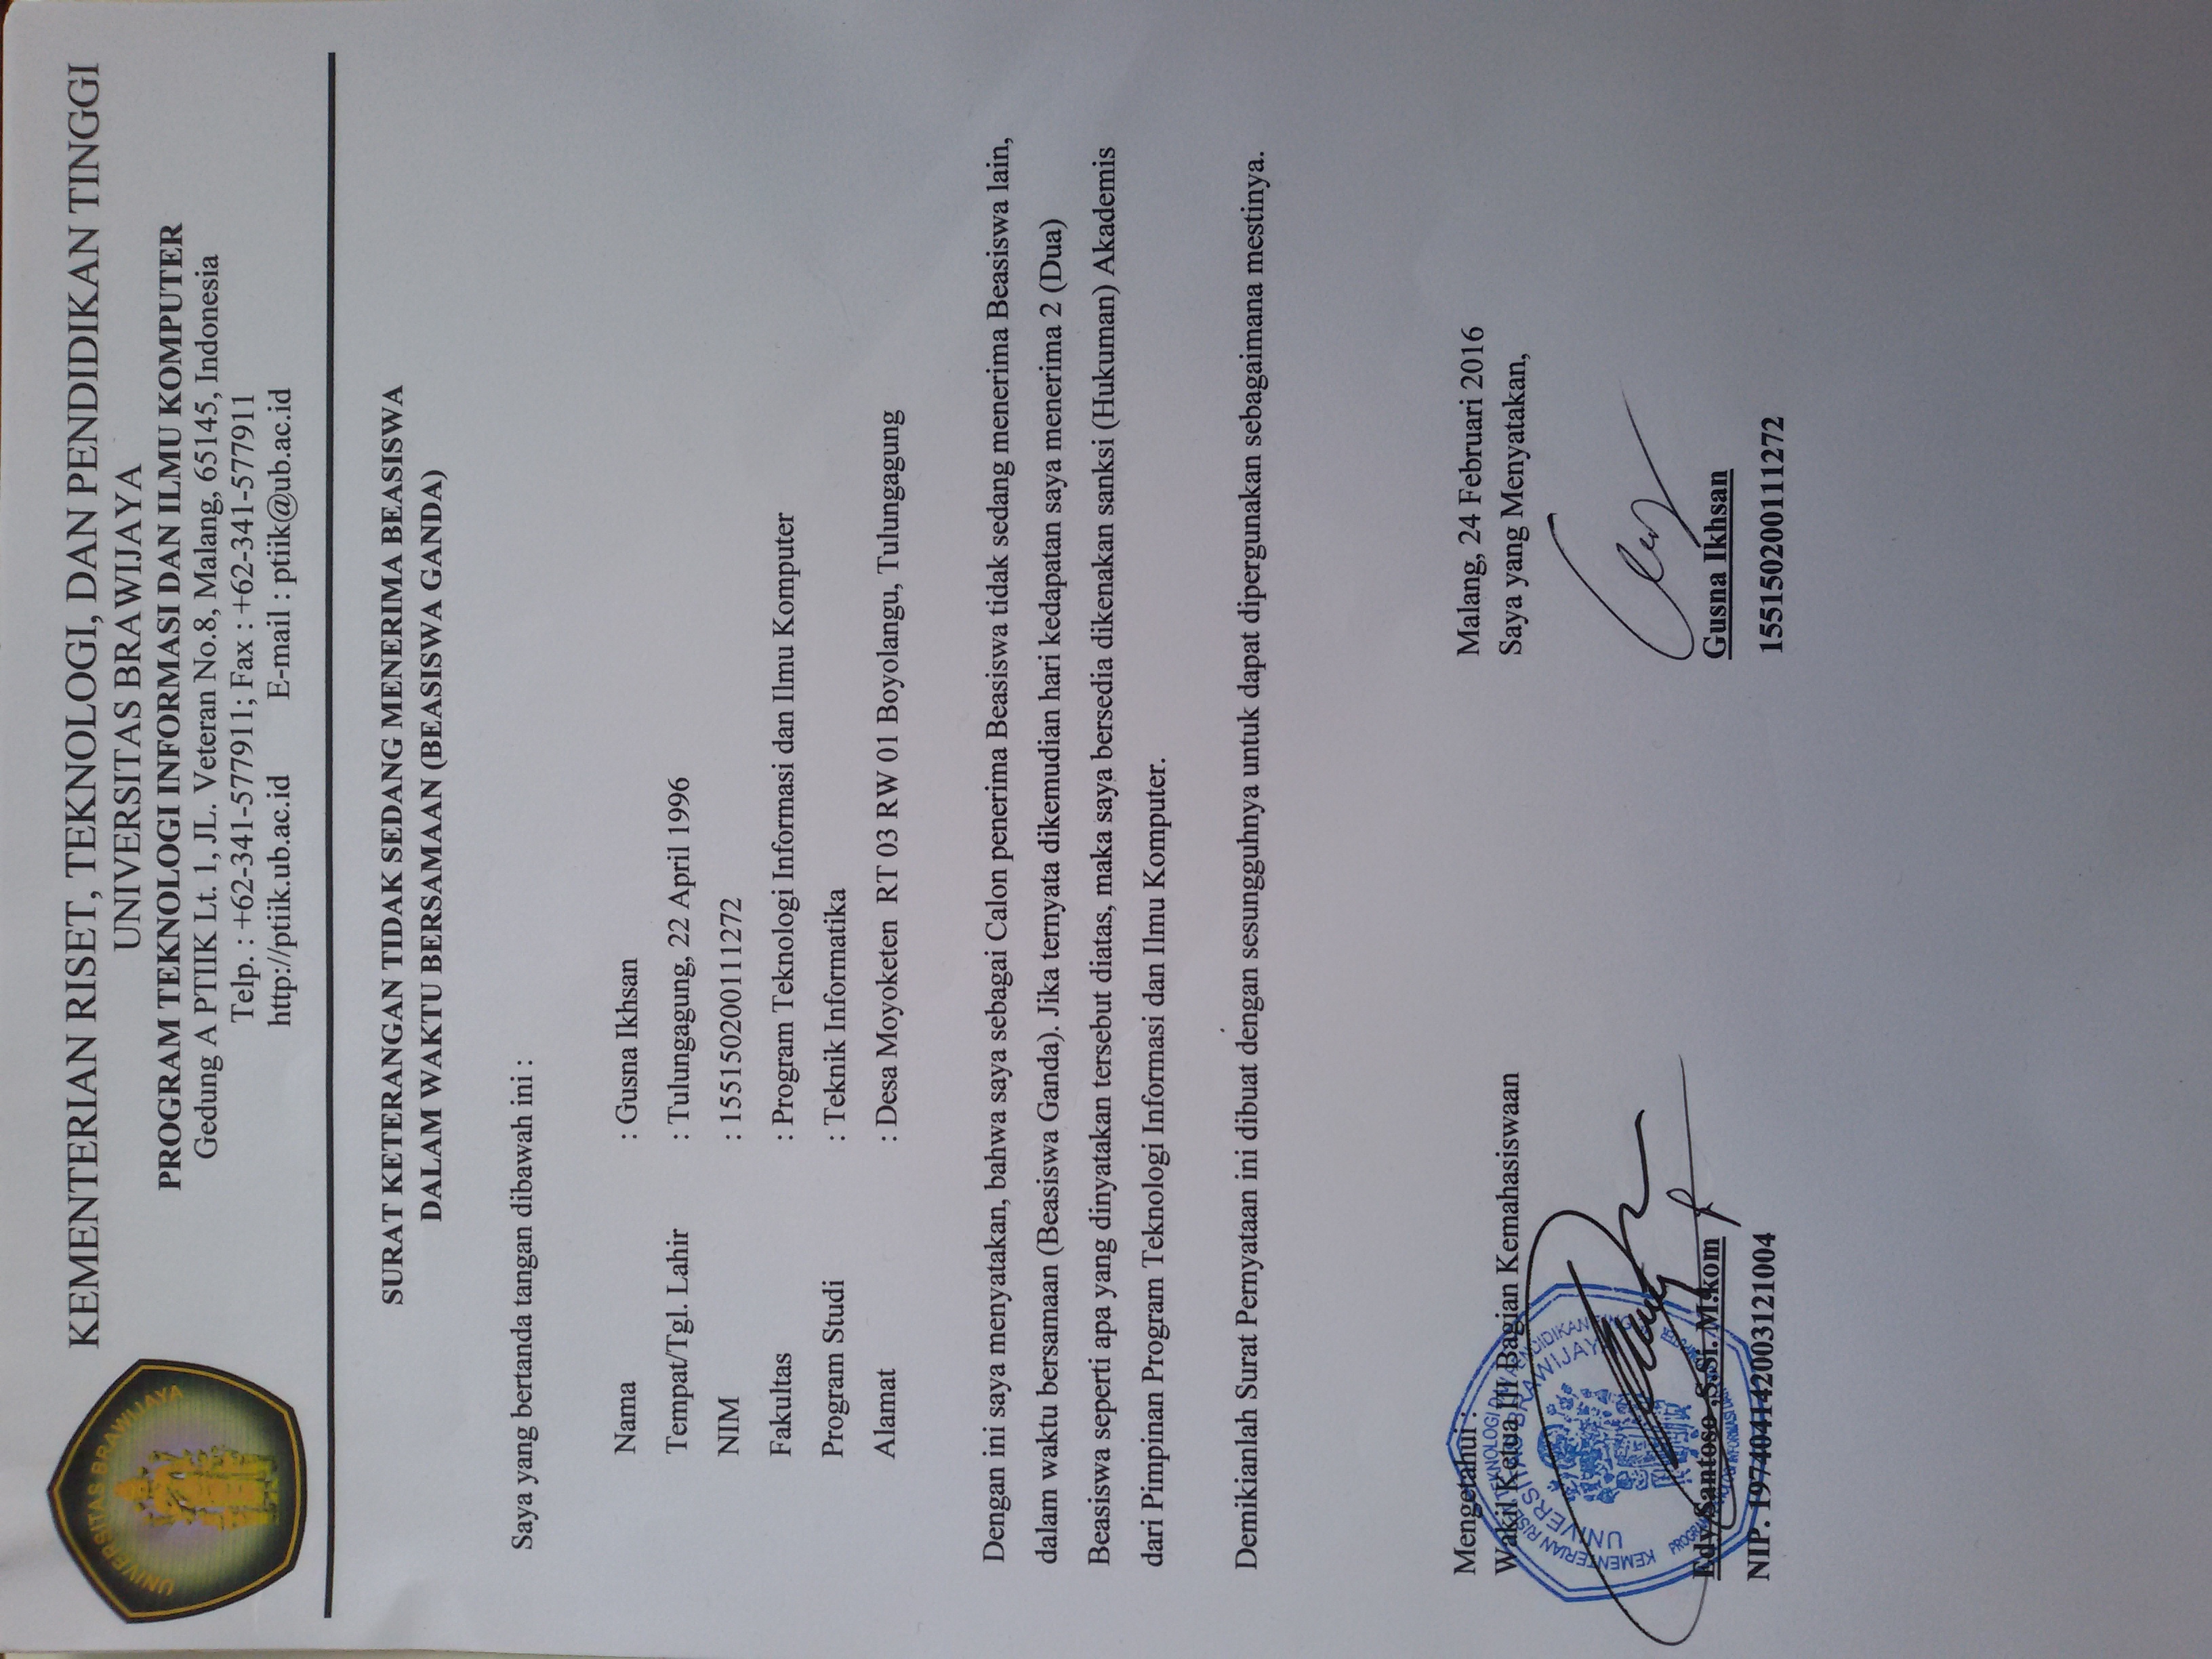 UNIVERSITAS BRAWIJAYA
KEMENTERIAN RISET, TEKNOLOGI, DAN PENDIDIKAN TINGGI
UNIVERSITAS BRAWIJAYA
PROGRAM TEKNOLOGI INFORMASI DAN ILMU KOMPUTER
Gedung A PTIIK Lt. 1, JL. Veteran No.8, Malang, 65145, Indonesia
Telp. : +62-341-577911; Fax : +62-341-577911
http://ptiik.ub.ac.id E-mail : ptiik@ub.ac.id
SURAT KETERANGAN TIDAK SEDANG MENERIMA BEASISWA
DALAM WAKTU BERSAMAAN (BEASISWA GANDA)
Saya yang bertanda tangan dibawah ini :
Nama : Gusna Ikhsan
Tempat/Tgl. Lahir : Tulungagung, 22 April 1996
NIM : 155150200111272
Fakultas : Program Teknologi Informasi dan Ilmu Komputer
Program Studi : Teknik Informatika
Alamat : Desa Moyoketen RT 03 RW 01 Boyolangu, Tulungagung
Dengan ini saya menyatakan, bahwa saya sebagai Calon penerima Beasiswa tidak sedang menerima Beasiswa lain,
dalam waktu bersamaan (Beasiswa Ganda). Jika ternyata dikemudian hari kedapatan saya menerima 2 (Dua)
Beasiswa seperti apa yang dinyatakan tersebut diatas, maka saya bersedia dikenakan sanksi (Hukuman) Akademis
dari Pimpinan Program Teknologi Informasi dan Ilmu Komputer.
Demikianlah Surat Pernyataan ini dibuat dengan sesungguhnya untuk dapat dipergunakan sebagaimana mestinya.
Mengetahui :
Wakil Ketua III Bagian Kemahasiswaan
KEMENTERIAN RISET, TEKNOLOGI DAN PENDIDIKAN
UNIVERSITAS BRAWIJAYA
Edy Santoso ,S.Si. M.kom
NIP. 197404142003121004
Malang, 24 Februari 2016
Saya yang Menyatakan,
Gusna Ikhsan
155150200111272